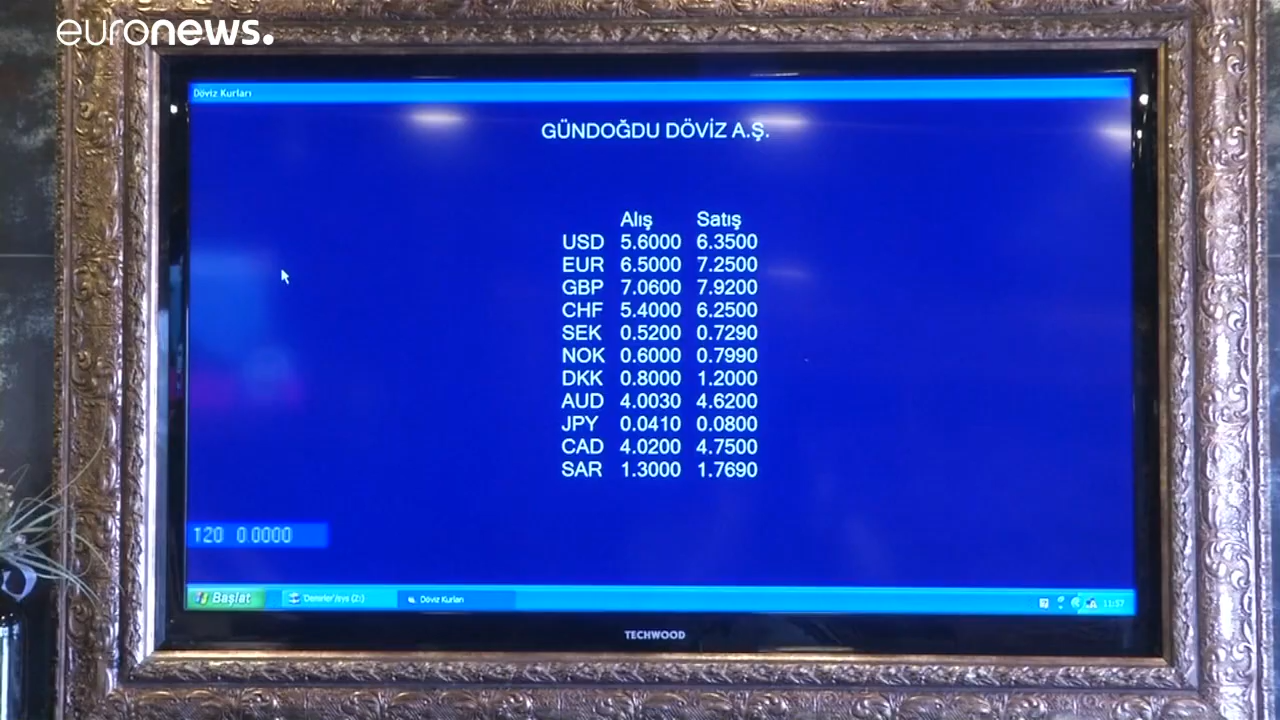 euronews.
Döviz Kurları
GÜNDOĞDU DÖVİZ A.Ş.
Alış Satış
USD 5.6000 6.3500
EUR 6.5000 7.2500
GBP 7.0600 7.9200
CHF 5.4000 6.2500
SEK 0.5200 0.7290
NOK 0.6000 0.7990
DKK 0.8000 1.2000
AUD 4.0030 4.6200
JPY 0.0410 0.0800
CAD 4.0200 4.7500
SAR 1.3000 1.7690
120 0.0000
Başlat Döviz Kurları 11:57
TECHWOOD